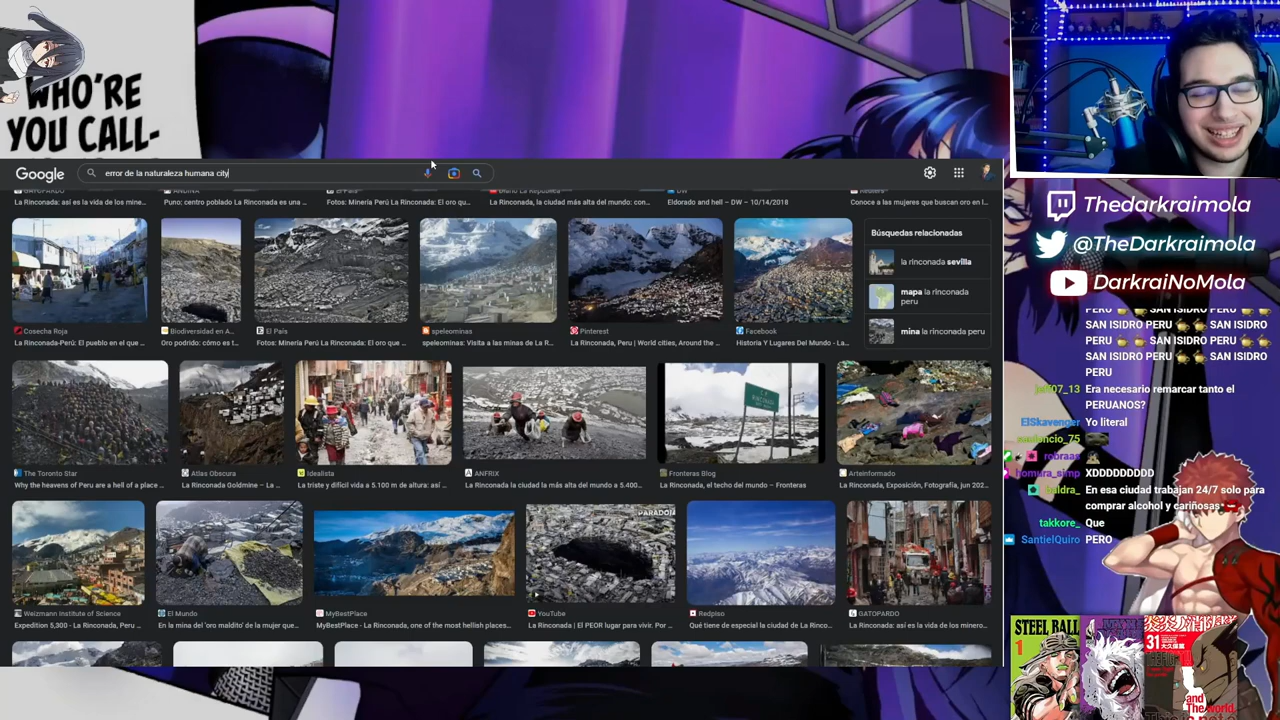 WHO'RE
YOU CALL-
Google
error de la naturaleza humana city
La Rinconada: así es la vida de los mine...
Puno: centro poblado La Rinconada es una ...
Fotos: Minería Perú La Rinconada: El oro qu...
La Rinconada, la ciudad más alta del mundo: con...
Eldorado and hell – DW – 10/14/2018
Conoce a las mujeres que buscan oro en l...
Búsquedas relacionadas
la rinconada sevilla
mapa la rinconada
peru
mina la rinconada peru
Cosecha Roja
La Rinconada-Perú: El pueblo en el que ...
Biodiversidad en A...
Oro podrido: cómo es t...
El País
Fotos: Minería Perú La Rinconada: El oro que ...
speleominas
speleominas: Visita a las minas de La R...
Pinterest
La Rinconada, Peru | World cities, Around the ...
Facebook
Historia Y Lugares Del Mundo - La...
The Toronto Star
Why the heavens of Peru are a hell of a place ...
Atlas Obscura
La Rinconada Goldmine – La ...
Idealista
La triste y difícil vida a 5.100 m de altura: así ...
ANFRIX
La Rinconada la ciudad la más alta del mundo a 5.400...
Fronteras Blog
La Rinconada, el techo del mundo – Fronteras
Arteinformado
La Rinconada, Exposición, Fotografía, jun 202...
Weizmann Institute of Science
Expedition 5,300 - La Rinconada, Peru ...
El Mundo
En la mina del 'oro maldito' de la mujer que...
MyBestPlace
MyBestPlace - La Rinconada, one of the most hellish places...
PARADOX
YouTube
La Rinconada | El PEOR lugar para vivir. Por ...
Redpiso
Qué tiene de especial la ciudad de La Rinco...
GATOPARDO
La Rinconada: así es la vida de los minero...
Thedarkraimola
@TheDarkraimola
DarkraiNoMola
PERU SAN ISIDRO PERU
SAN ISIDRO PERU SAN ISIDRO
PERU SAN ISIDRO PERU
SAN ISIDRO PERU SAN ISIDRO
PERU
Era necesario remarcar tanto el
PERUANOS?
ElSkavenger Yo literal
homura_simp XDDDDDDDDD
En esa ciudad trabajan 24/7 solo para
comprar alcohol y cariñosas
takkore_ Que
SantielQuiro PERO
STEEL BALL
1
31
and
The world